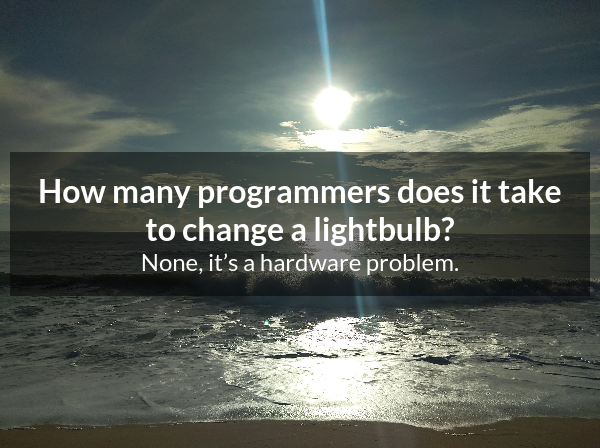 How many programmers does it take
to change a lightbulb?
None, it’s a hardware problem.